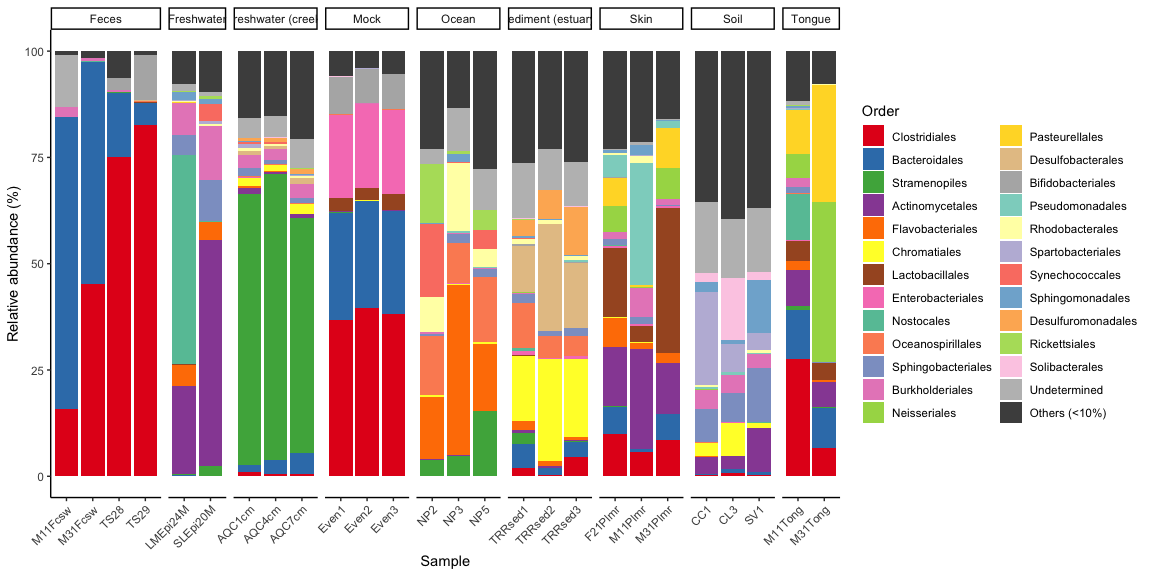 Feces
Freshwater
reshwater (cree
Mock
Ocean
ediment (estuar
Skin
Soil
Tongue
Relative abundance (%)
100
75
50
25
0
M11Fcsw
M31Fcsw
TS28
TS29
LMEpi24M
SLEpi20M
AQC1cm
AQC4cm
AQC7cm
Even1
Even2
Even3
NP2
NP3
NP5
TRRsed1
TRRsed2
TRRsed3
F21Plmr
M11Plmr
M31Plmr
CC1
CL3
SV1
M11Tong
M31Tong
Sample
Order
Clostridiales
Bacteroidales
Stramenopiles
Actinomycetales
Flavobacteriales
Chromatiales
Lactobacillales
Enterobacteriales
Nostocales
Oceanospirillales
Sphingobacteriales
Burkholderiales
Neisseriales
Pasteurellales
Desulfobacterales
Bifidobacteriales
Pseudomonadales
Rhodobacterales
Spartobacteriales
Synechococcales
Sphingomonadales
Desulfuromonadales
Rickettsiales
Solibacterales
Undetermined
Others (<10%)